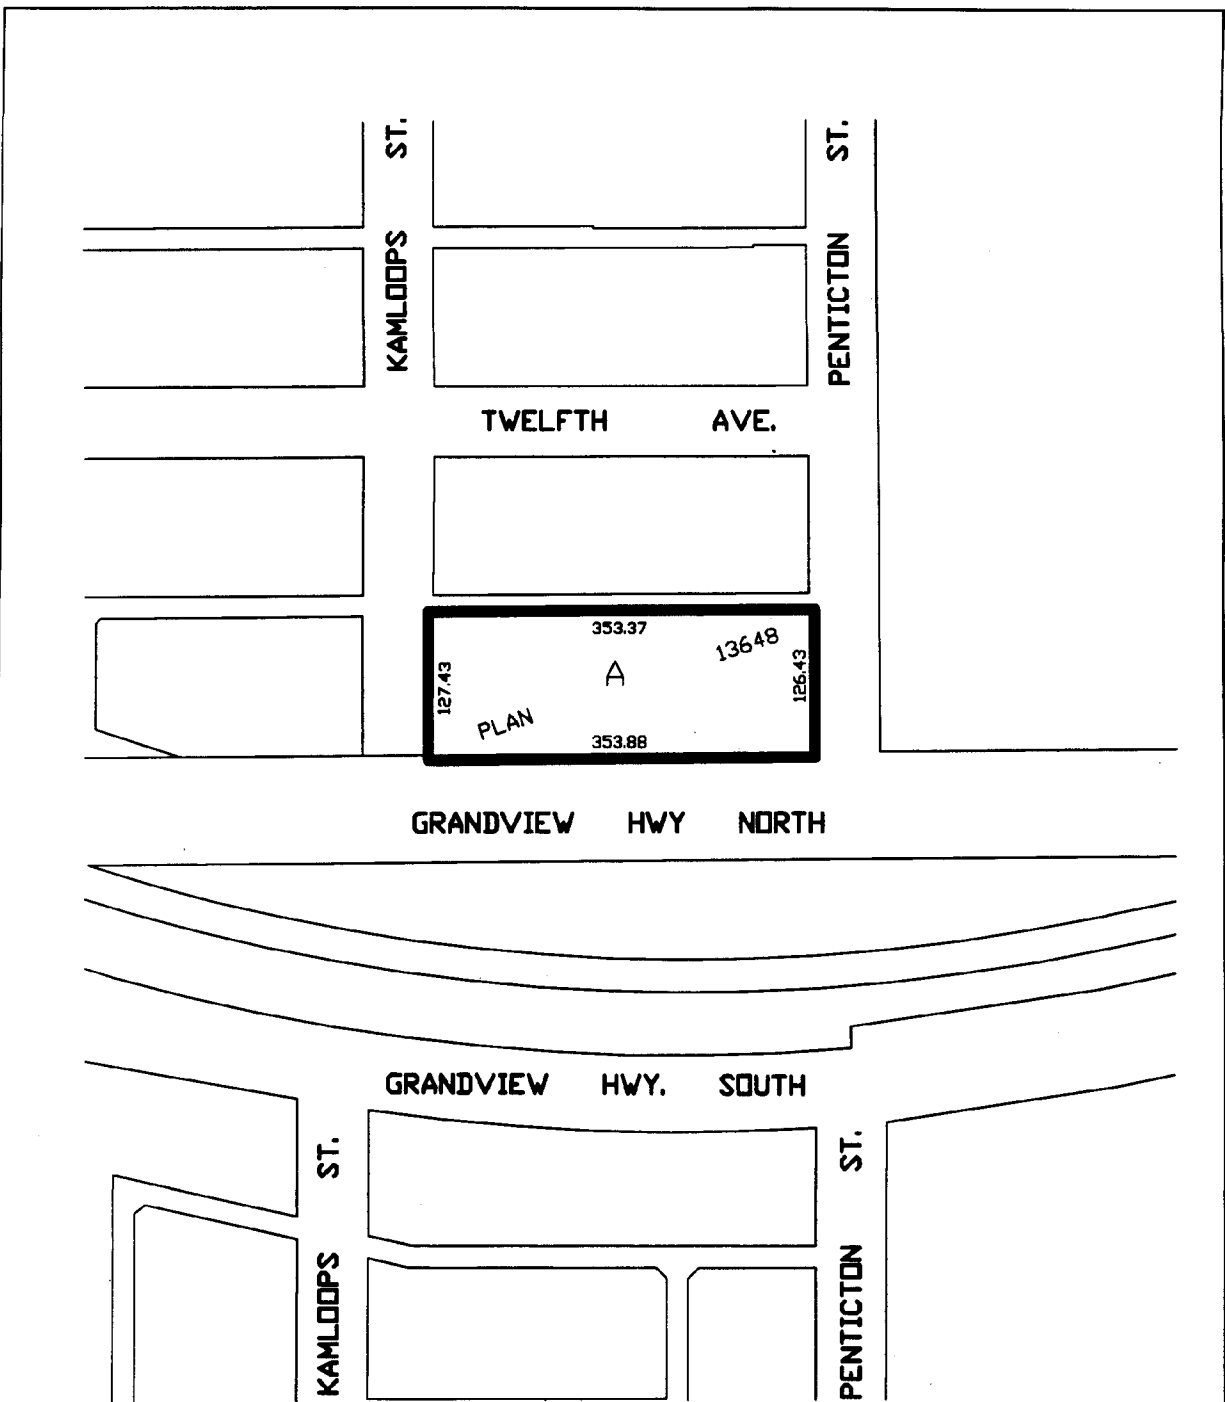 KAMLOOPS ST.
PENTICTON ST.
TWELFTH AVE.
353.37
13648
A
127.43
126.43
PLAN
353.88
GRANDVIEW HWY NORTH
GRANDVIEW HWY. SOUTH
KAMLOOPS ST.
PENTICTON ST.